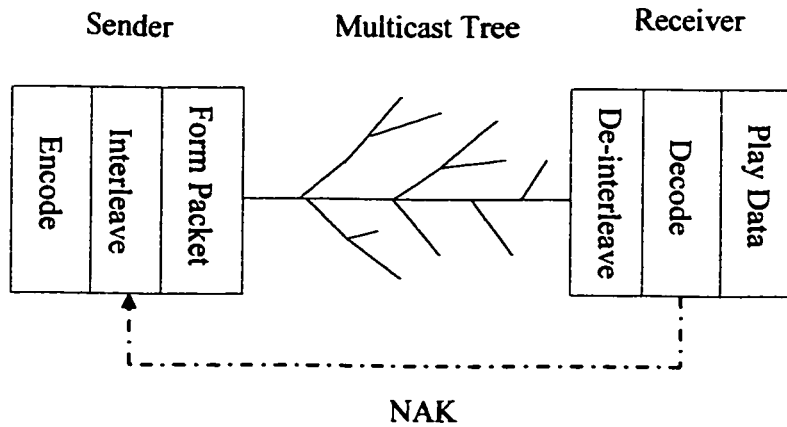 Sender
Multicast Tree
Receiver
Encode
Interleave
Form Packet
De-interleave
Decode
Play Data
NAK